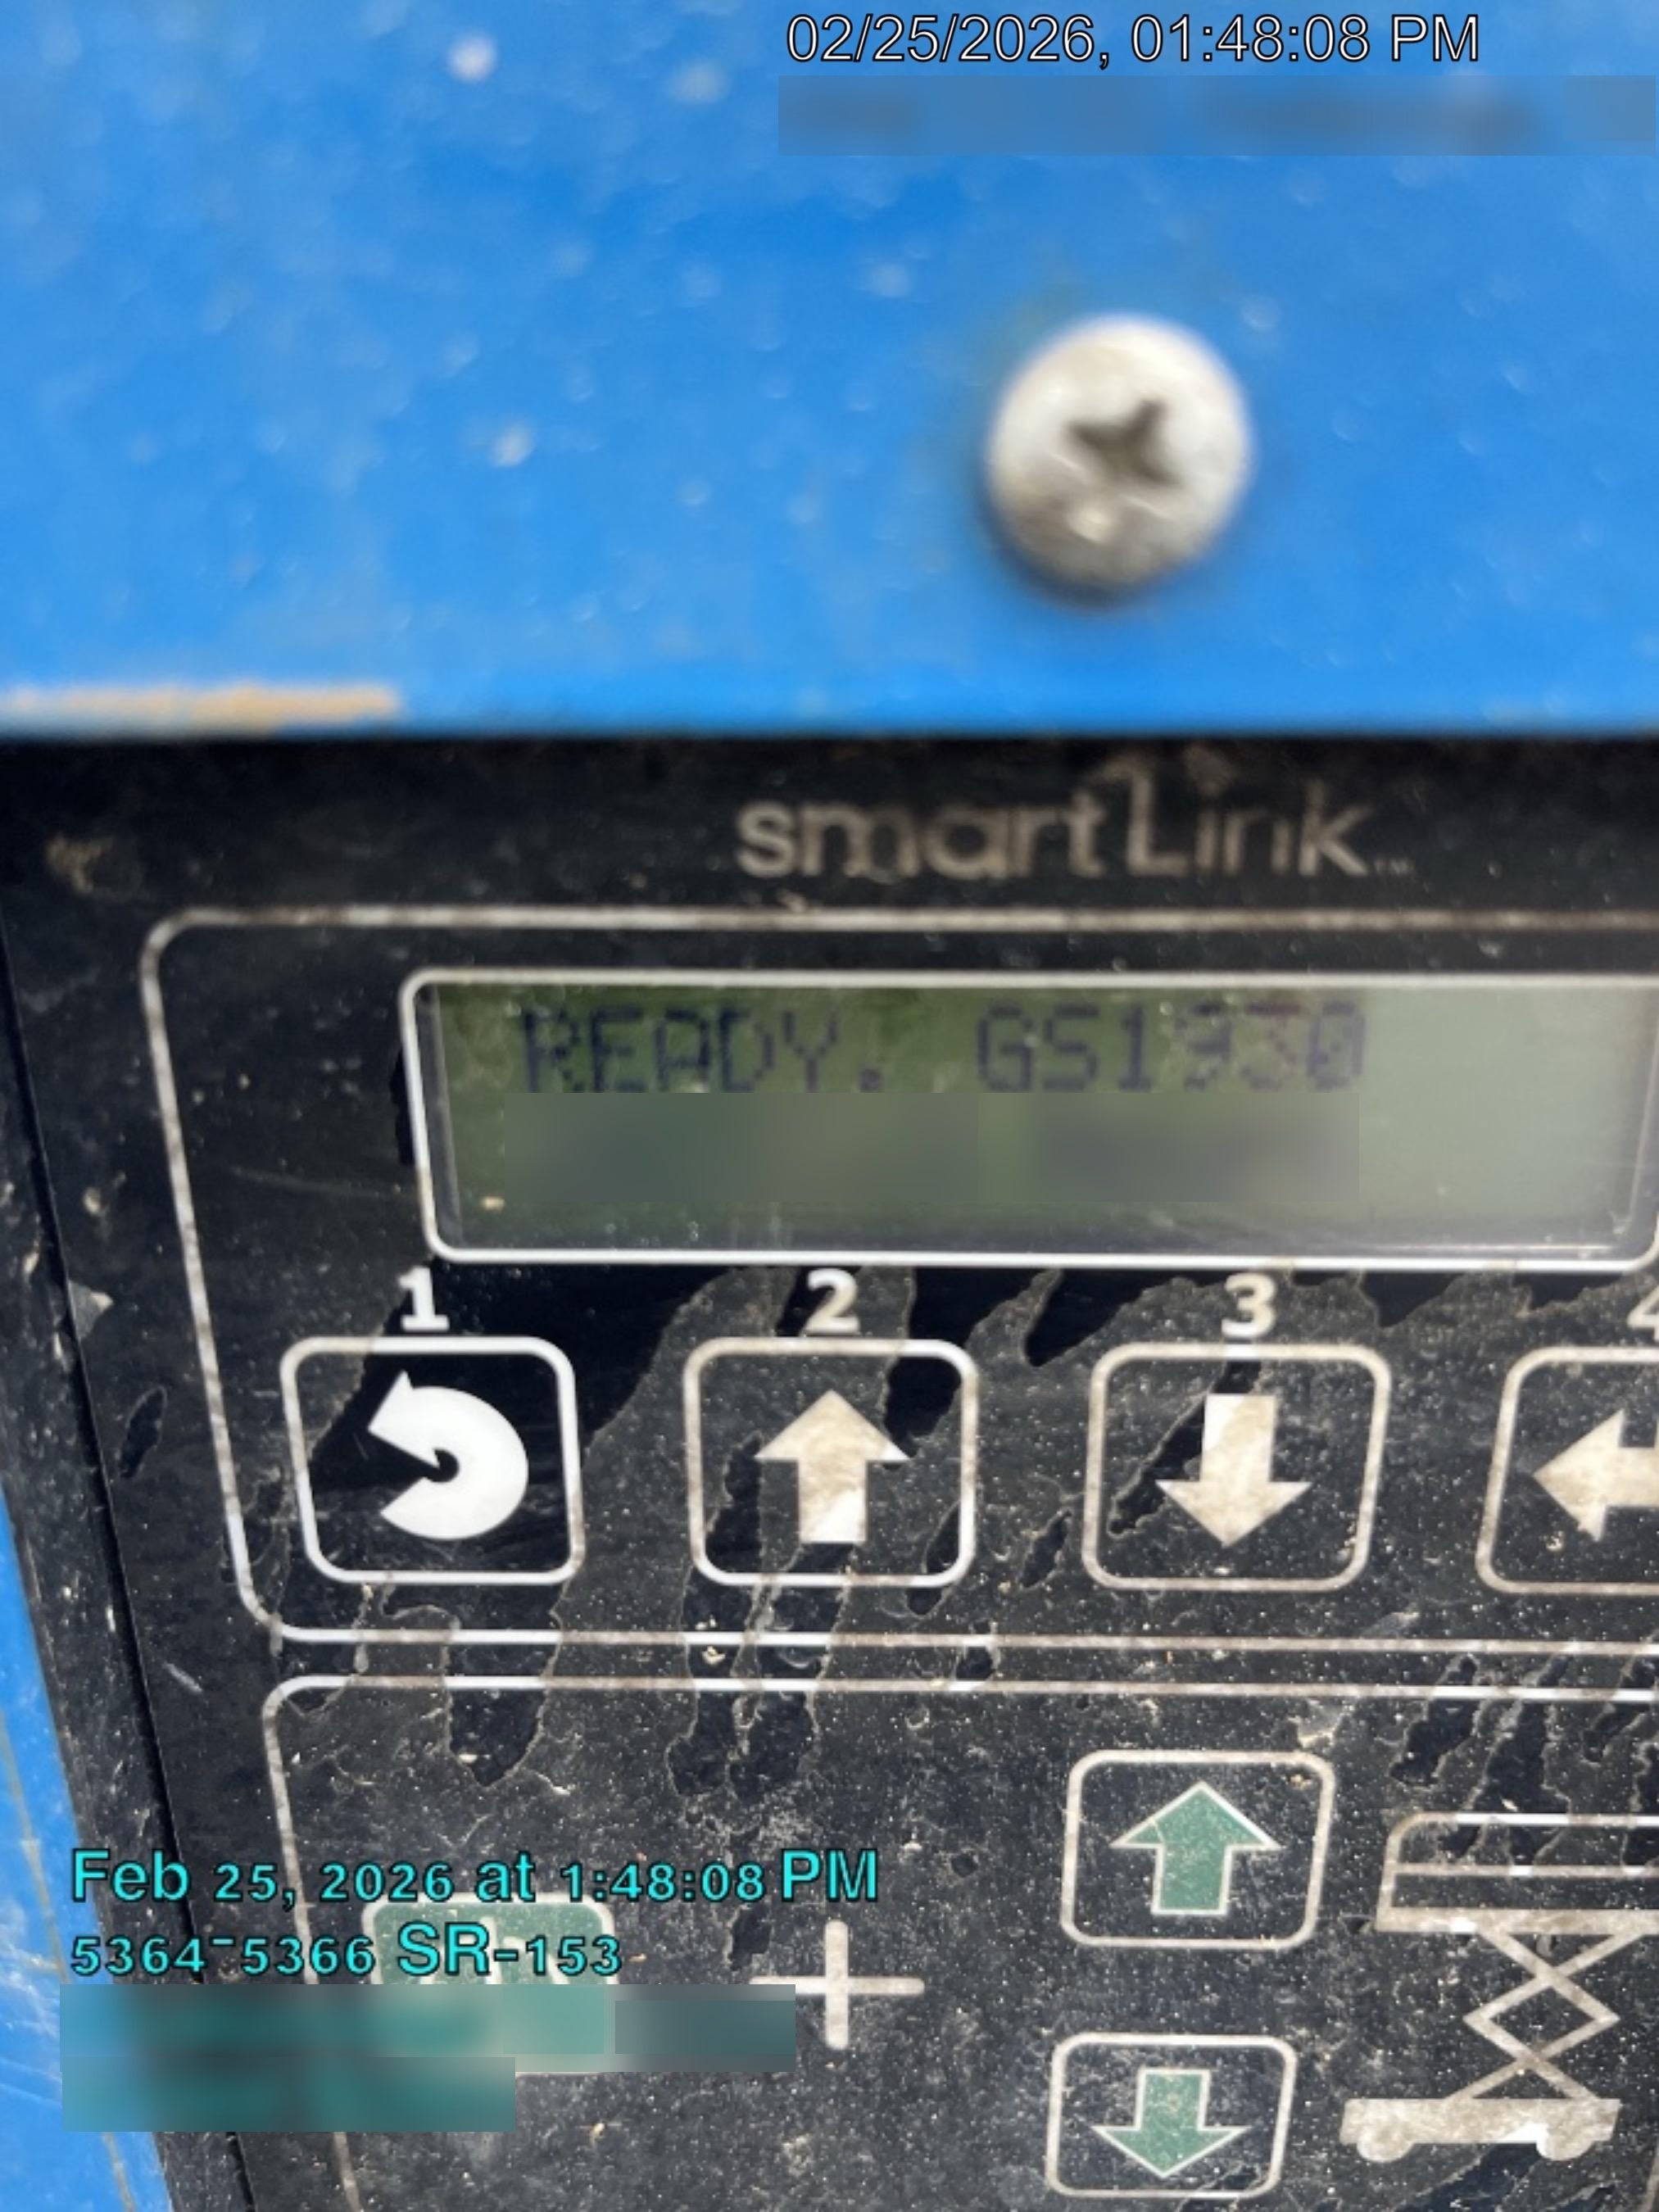 02/25/2026, 01:48:08 PM
smartLink™
READY. GS1930
1
2
3
4
Feb 25, 2026 at 1:48:08 PM
5364-5366 SR-153